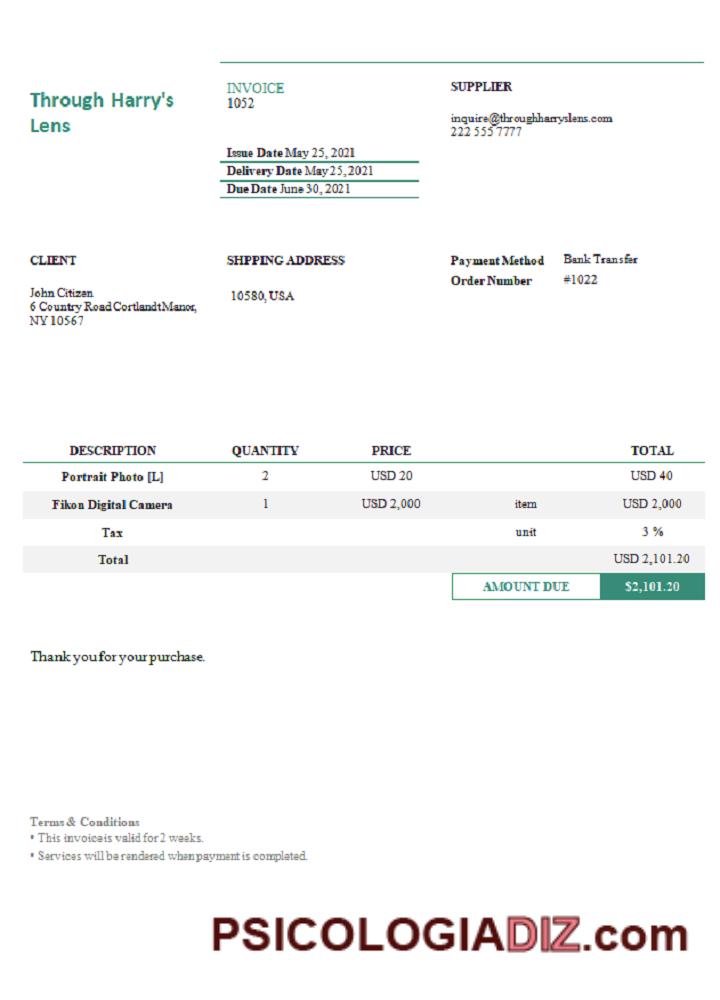 Through Harry's
Lens
INVOICE
1052
Issue Date May 25, 2021
Delivery Date May 25, 2021
Due Date June 30, 2021
SUPPLIER
inquire@throughharryslens.com
222 555 7777
CLIENT
John Citizen
6 Country Road Cortlandt Manor,
NY 10567
SHPPING ADDRESS
10580, USA
Payment Method Bank Transfer
Order Number #1022
DESCRIPTION QUANTITY PRICE TOTAL
Portrait Photo [L] 2 USD 20 USD 40
Fikon Digital Camera 1 USD 2,000 item USD 2,000
Tax unit 3 %
Total USD 2,101.20
AMOUNT DUE $2,101.20
Thank you for your purchase.
Terms & Conditions
• This invoice is valid for 2 weeks.
• Services will be rendered when payment is completed.
PSICOLOGIADIZ.com